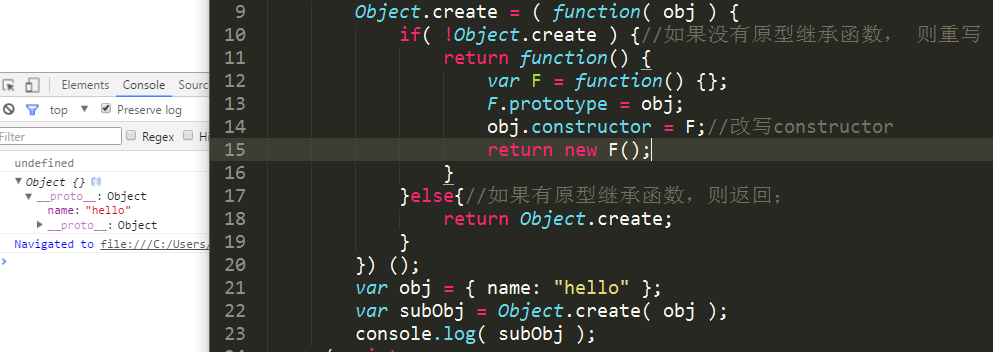 Elements Console Sourc
top Preserve log
Filter Regex Hi
undefined
Object {}
__proto__: Object
name: "hello"
__proto__: Object
Navigated to file:///C:/Users/
9 Object.create = ( function( obj ) {
10 if( !Object.create ) {//如果没有原型继承函数， 则重写
11 return function() {
12 var F = function() {};
13 F.prototype = obj;
14 obj.constructor = F;//改写constructor
15 return new F();
16 }
17 }else{//如果有原型继承函数，则返回;
18 return Object.create;
19 }
20 }) ();
21 var obj = { name: "hello" };
22 var subObj = Object.create( obj );
23 console.log( subObj );